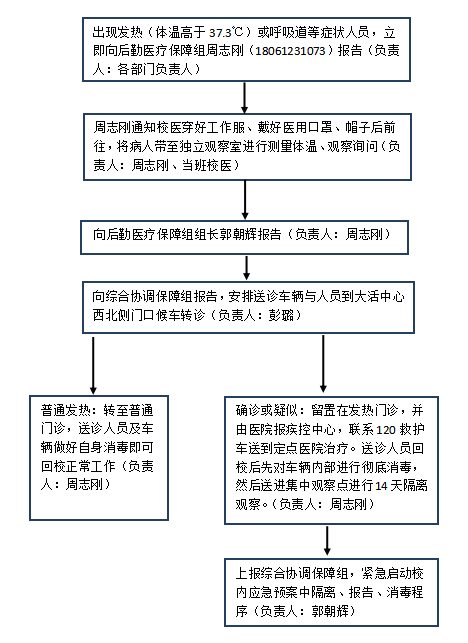 出现发热（体温高于 37.3℃）或呼吸道等症状人员，立
即向后勤医疗保障组周志刚（18061231073）报告（负责
人：各部门负责人）
周志刚通知校医穿好工作服、戴好医用口罩、帽子后前
往，将病人带至独立观察室进行测量体温、观察询问（负
责人：周志刚、当班校医）
向后勤医疗保障组组长郭朝辉报告（负责人：周志刚）
向综合协调保障组报告，安排送诊车辆与人员到大活中心
西北侧门口候车转诊（负责人：彭璐）
普通发热：转至普通
门诊，送诊人员及车
辆做好自身消毒即可
回校正常工作（负责
人：周志刚）
确诊或疑似：留置在发热门诊，并
由医院报疾控中心，联系 120 救护
车送到定点医院治疗。送诊人员回
校后先对车辆内部进行彻底消毒，
然后送进集中观察点进行 14 天隔离
观察。（负责人：周志刚）
上报综合协调保障组，紧急启动校
内应急预案中隔离、报告、消毒程
序（负责人：郭朝辉）